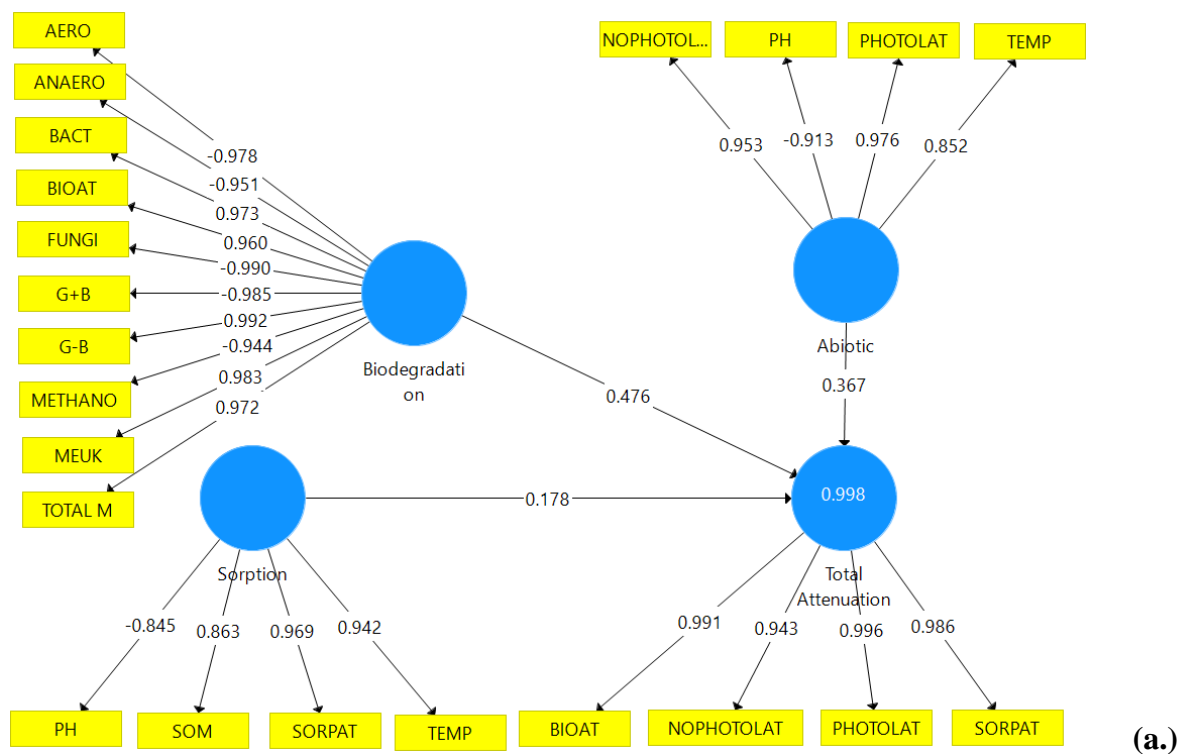 AERO
ANAERO
BACT
BIOAT
FUNGI
G+B
G-B
METHANO
MEUK
TOTAL M
-0.978
-0.951
0.973
0.960
-0.990
-0.985
0.992
-0.944
0.983
0.972
Biodegradati
on
NOPHOTOL...
PH
PHOTOLAT
TEMP
0.953
-0.913
0.976
0.852
Abiotic
0.476
0.367
0.178
Sorption
0.998
Total
Attenuation
-0.845
0.863
0.969
0.942
PH
SOM
SORPAT
TEMP
0.991
0.943
0.996
0.986
BIOAT
NOPHOTOLAT
PHOTOLAT
SORPAT
(a.)